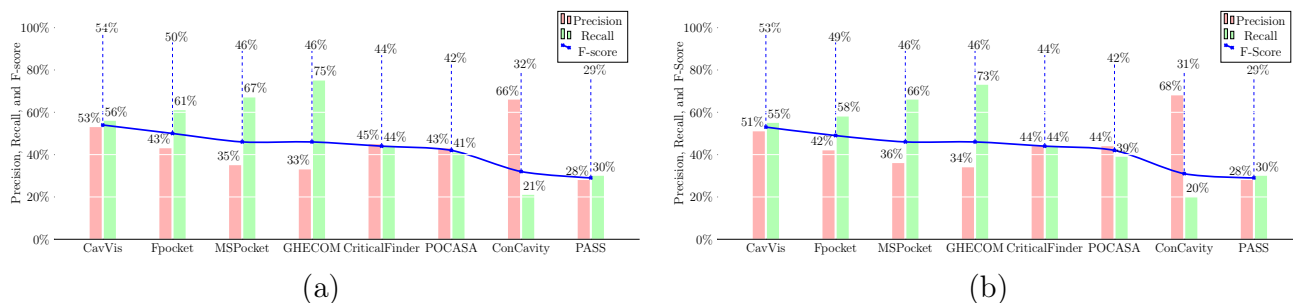 Precision, Recall, and F-score
100%
80%
60%
40%
20%
0%
54%
50%
46%
46%
44%
42%
32%
29%
53%
56%
43%
61%
35%
67%
33%
75%
45%
44%
43%
41%
66%
21%
28%
30%
CavVis
Fpocket
MSPocket
GHECOM
CriticalFinder
POCASA
ConCavity
PASS
Precision
Recall
F-score
(a)
Precision, Recall, and F-Score
100%
80%
60%
40%
20%
0%
53%
49%
46%
46%
44%
42%
31%
29%
51%
55%
42%
58%
36%
66%
34%
73%
44%
44%
44%
39%
68%
20%
28%
30%
CavVis
Fpocket
MSPocket
GHECOM
CriticalFinder
POCASA
ConCavity
PASS
Precision
Recall
F-Score
(b)